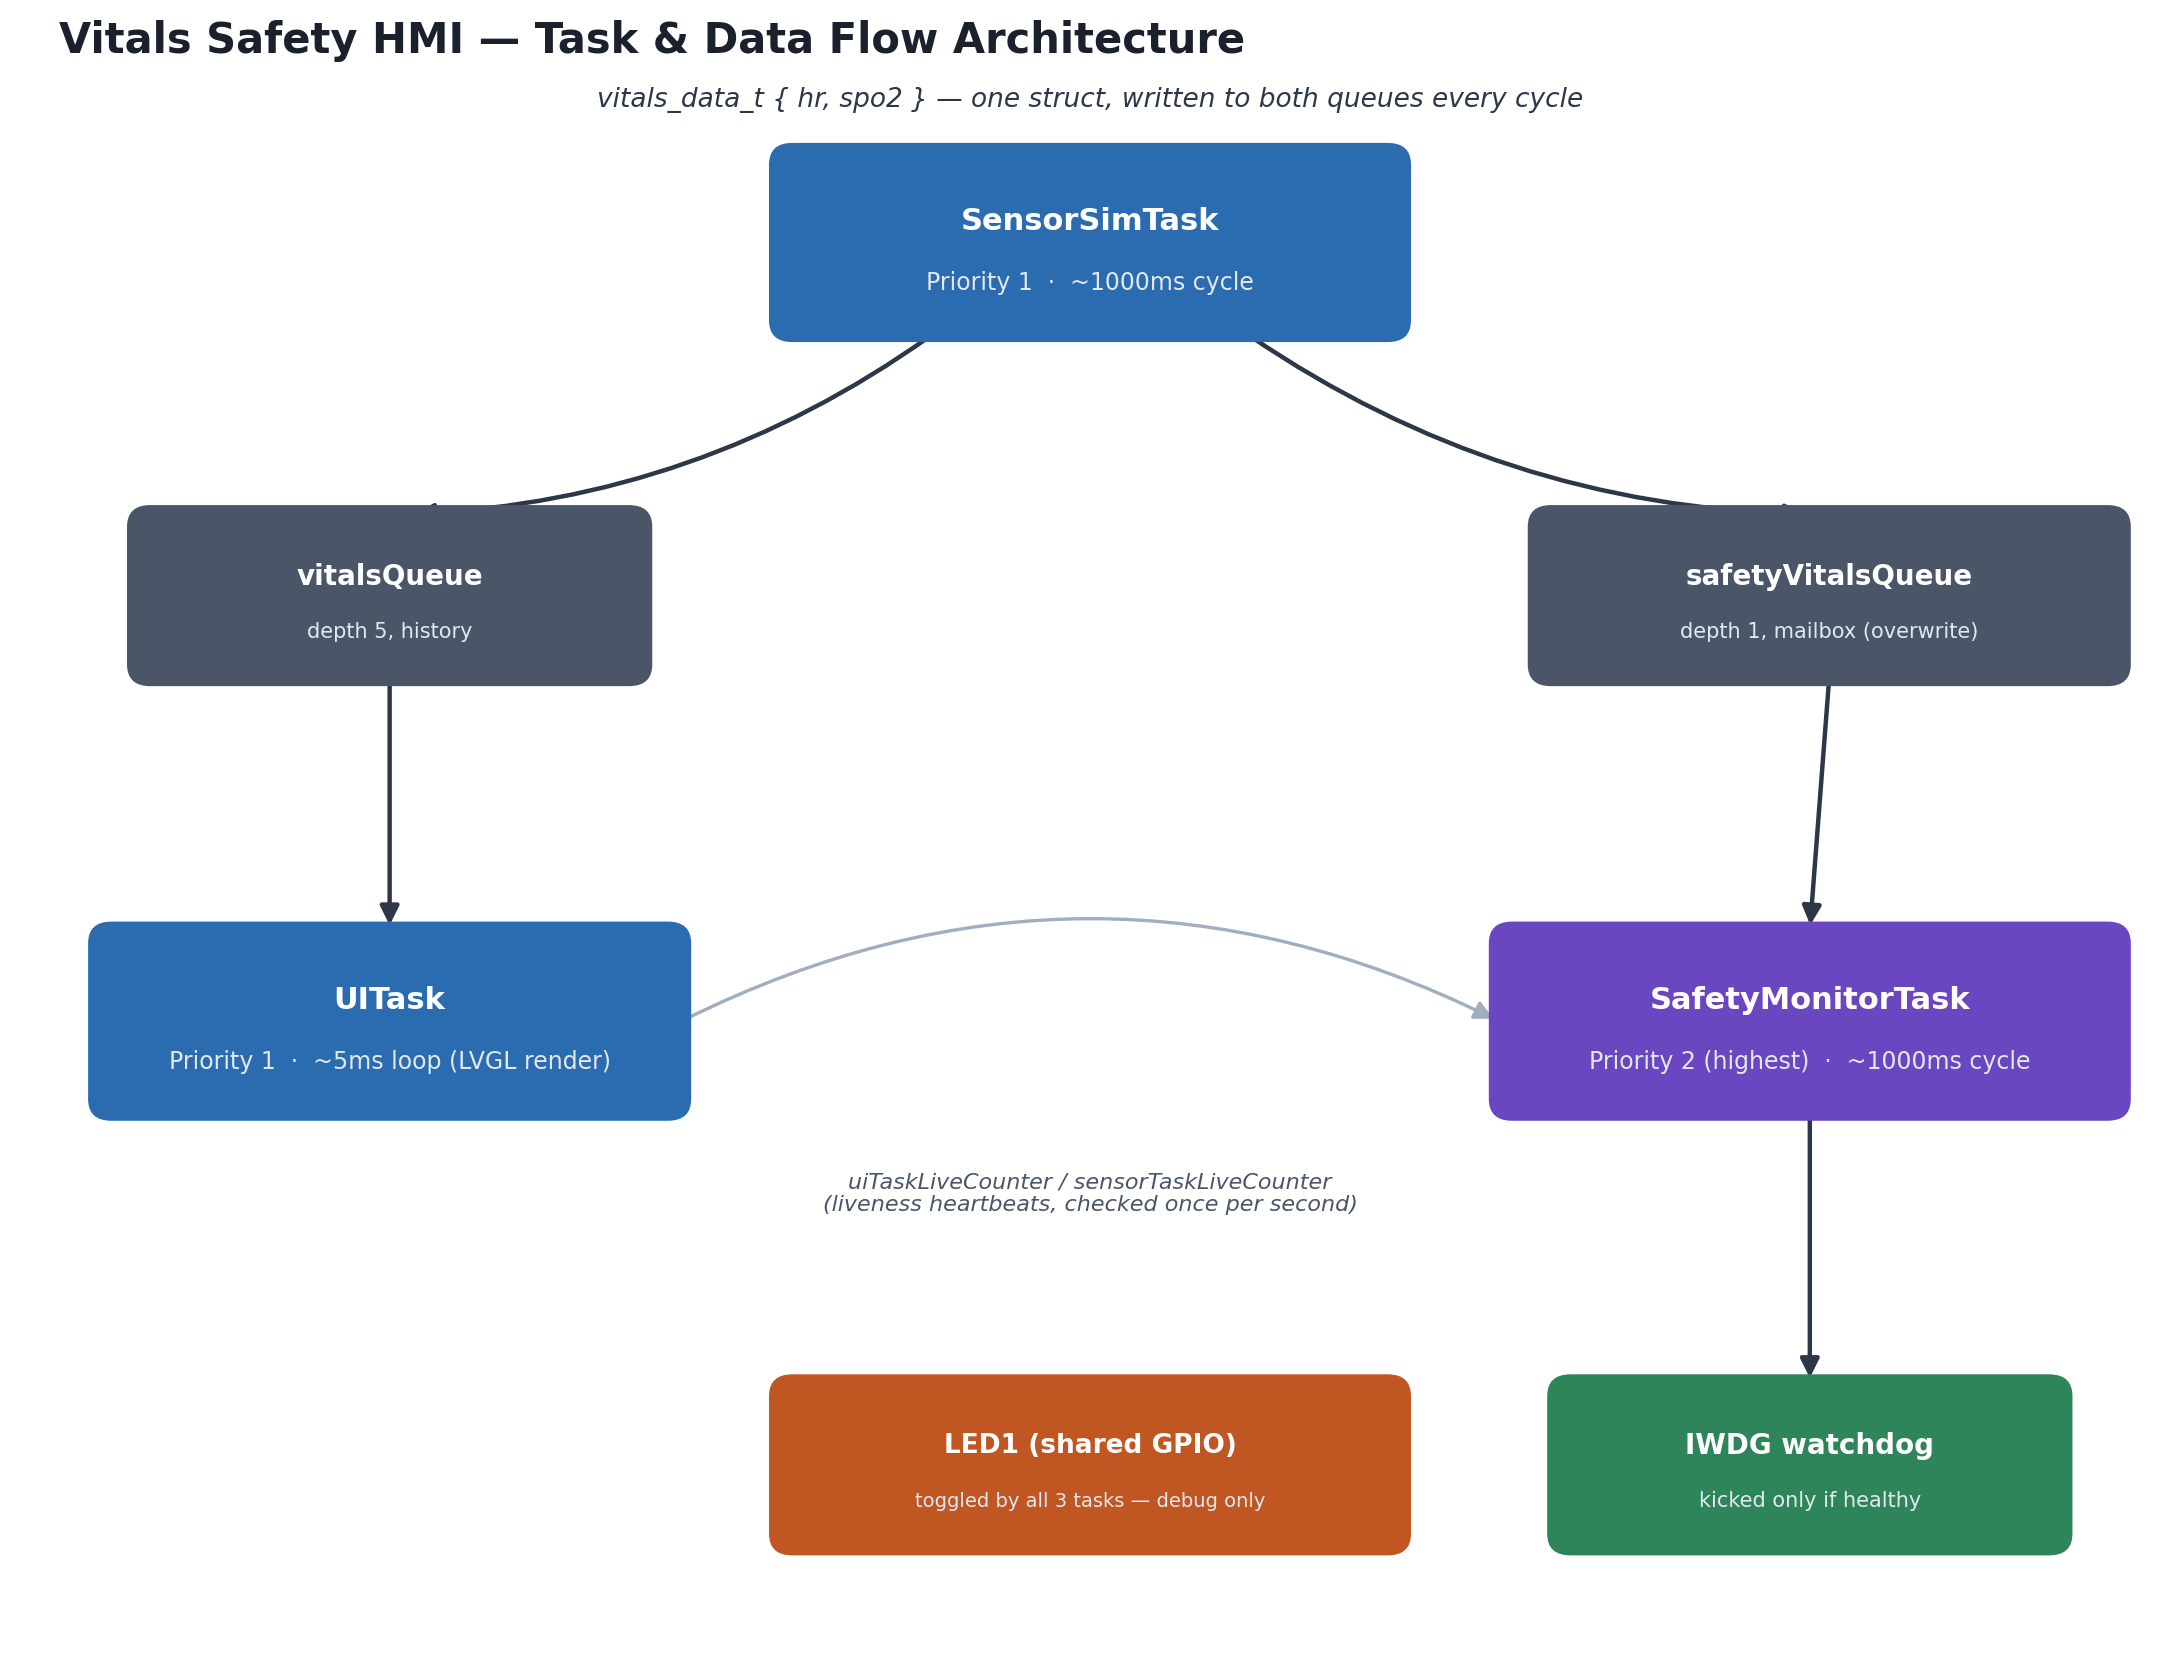 Vitals Safety HMI — Task & Data Flow Architecture
vitals_data_t { hr, spo2 } — one struct, written to both queues every cycle
SensorSimTask
Priority 1 · ~1000ms cycle
vitalsQueue
depth 5, history
safetyVitalsQueue
depth 1, mailbox (overwrite)
UITask
Priority 1 · ~5ms loop (LVGL render)
SafetyMonitorTask
Priority 2 (highest) · ~1000ms cycle
uiTaskLiveCounter / sensorTaskLiveCounter
(liveness heartbeats, checked once per second)
LED1 (shared GPIO)
toggled by all 3 tasks — debug only
IWDG watchdog
kicked only if healthy